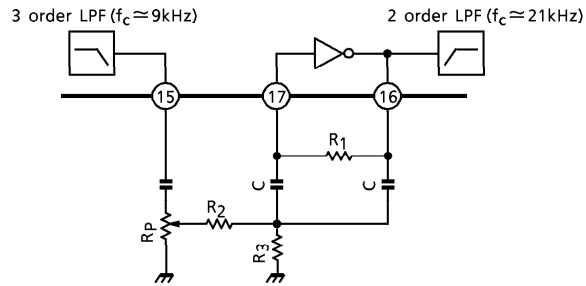 3 order LPF (fc≃9kHz)
2 order LPF (fc≃21kHz)
15
17
16
R1
C
C
R2
RP
R3